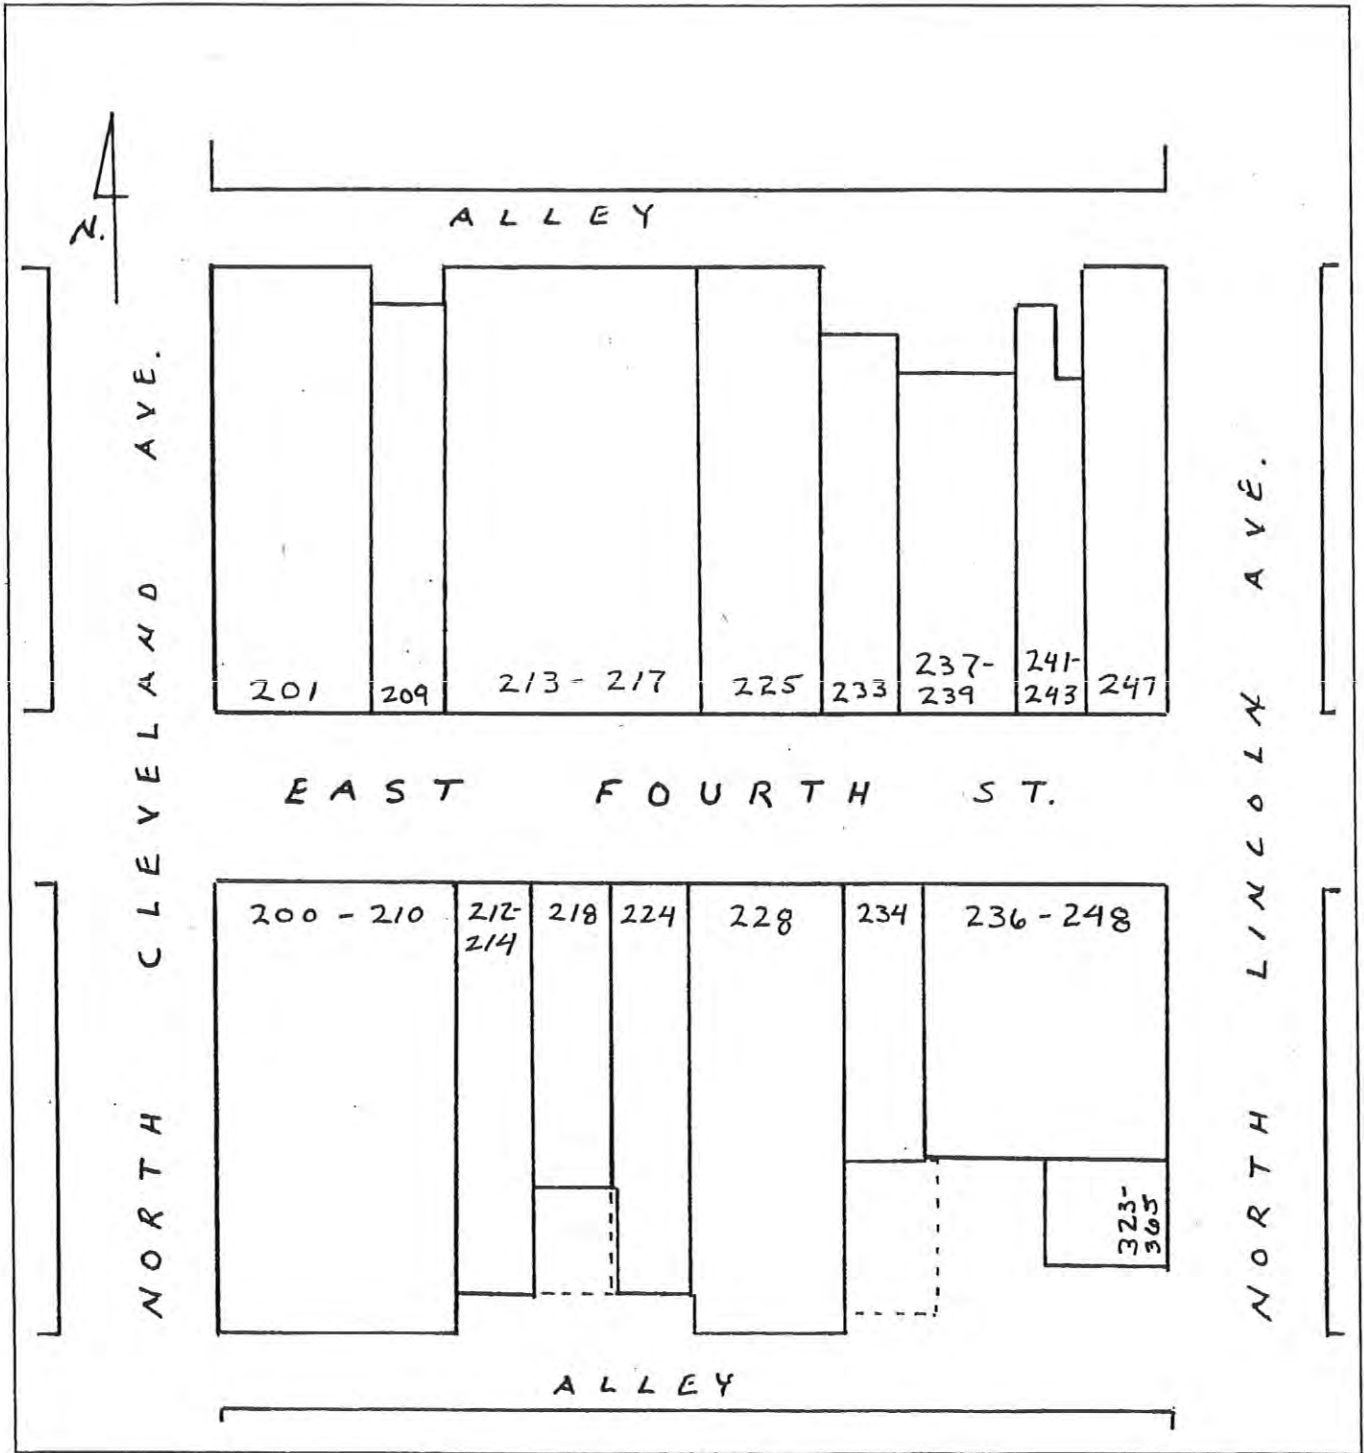 N.
ALLEY
NORTH CLEVELAND AVE.
NORTH LINCOLN AVE.
201
209
213 - 217
225
233
237-
239
241-
243
247
EAST FOURTH ST.
200 - 210
212-
214
218
224
228
234
236 - 248
323-
365
ALLEY